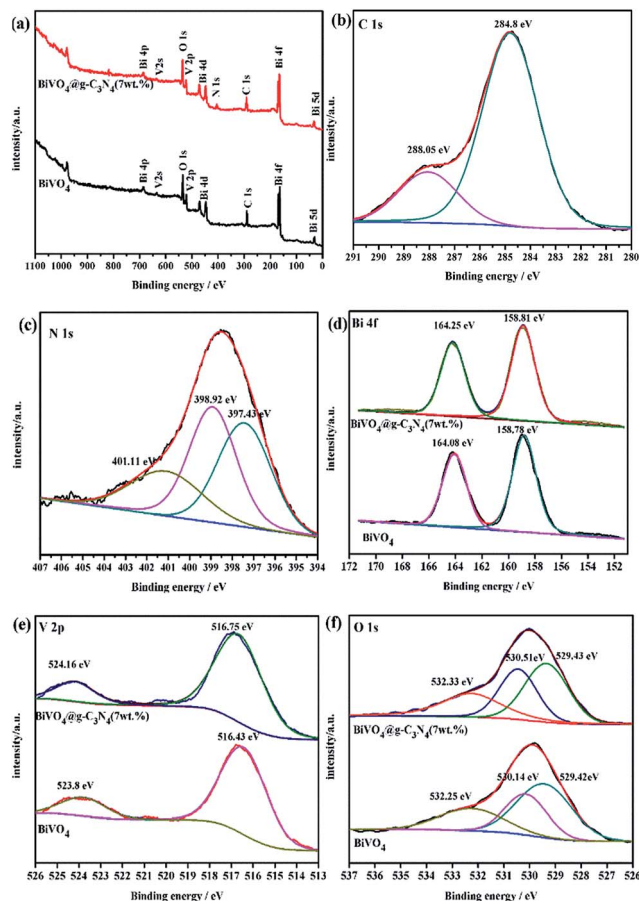 (a)
BiVO4@g-C3N4(7wt.%)
Bi 4p
V2s
O 1s
V 2p
Bi 4d
N 1s
C 1s
Bi 4f
Bi 5d
BiVO4
Bi 4p
V2s
O 1s
V 2p
Bi 4d
C 1s
Bi 4f
Bi 5d
intensity/a.u.
1100 1000 900 800 700 600 500 400 300 200 100 0
Binding energy / eV
(b)
C 1s
284.8 eV
288.05 eV
intensity/a.u.
291 290 289 288 287 286 285 284 283 282 281 280
Binding energy / eV
(c)
N 1s
398.92 eV
397.43 eV
401.11 eV
intensity/a.u.
407 406 405 404 403 402 401 400 399 398 397 396 395 394
Binding energy / eV
(d)
Bi 4f
164.25 eV
158.81 eV
BiVO4@g-C3N4(7wt.%)
164.08 eV
158.78 eV
BiVO4
intensity/a.u.
172 170 168 166 164 162 160 158 156 154 152
Binding energy / eV
(e)
V 2p
516.75 eV
524.16 eV
BiVO4@g-C3N4(7wt.%)
516.43 eV
523.8 eV
BiVO4
intensity/a.u.
526 525 524 523 522 521 520 519 518 517 516 515 514 513
Binding energy / eV
(f)
O 1s
530.51eV
529.43 eV
532.33 eV
BiVO4@g-C3N4(7wt.%)
530.14 eV
529.42eV
532.25 eV
BiVO4
intensity/a.u.
537 536 535 534 533 532 531 530 529 528 527 526
Binding energy / eV